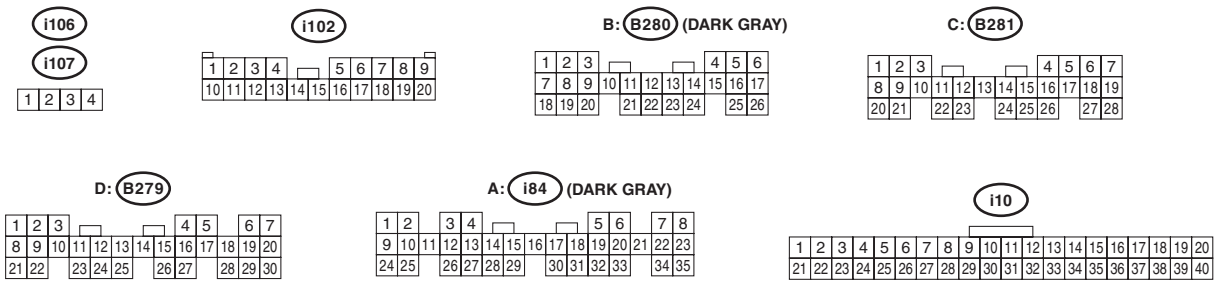 i106
i107
1 2 3 4
i102
1 2 3 4 5 6 7 8 9
10 11 12 13 14 15 16 17 18 19 20
B: B280 (DARK GRAY)
1 2 3 4 5 6
7 8 9 10 11 12 13 14 15 16 17
18 19 20 21 22 23 24 25 26
C: B281
1 2 3 4 5 6 7
8 9 10 11 12 13 14 15 16 17 18 19
20 21 22 23 24 25 26 27 28
D: B279
1 2 3 4 5 6 7
8 9 10 11 12 13 14 15 16 17 18 19 20
21 22 23 24 25 26 27 28 29 30
A: i84 (DARK GRAY)
1 2 3 4 5 6 7 8
9 10 11 12 13 14 15 16 17 18 19 20 21 22 23
24 25 26 27 28 29 30 31 32 33 34 35
i10
1 2 3 4 5 6 7 8 9 10 11 12 13 14 15 16 17 18 19 20
21 22 23 24 25 26 27 28 29 30 31 32 33 34 35 36 37 38 39 40